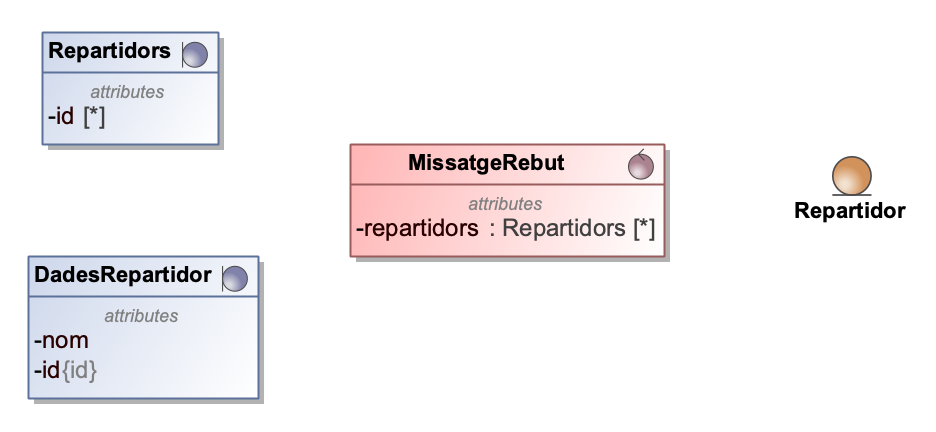 Repartidors
attributes
-id [*]
MissatgeRebut
attributes
-repartidors : Repartidors [*]
Repartidor
DadesRepartidor
attributes
-nom
-id{id}